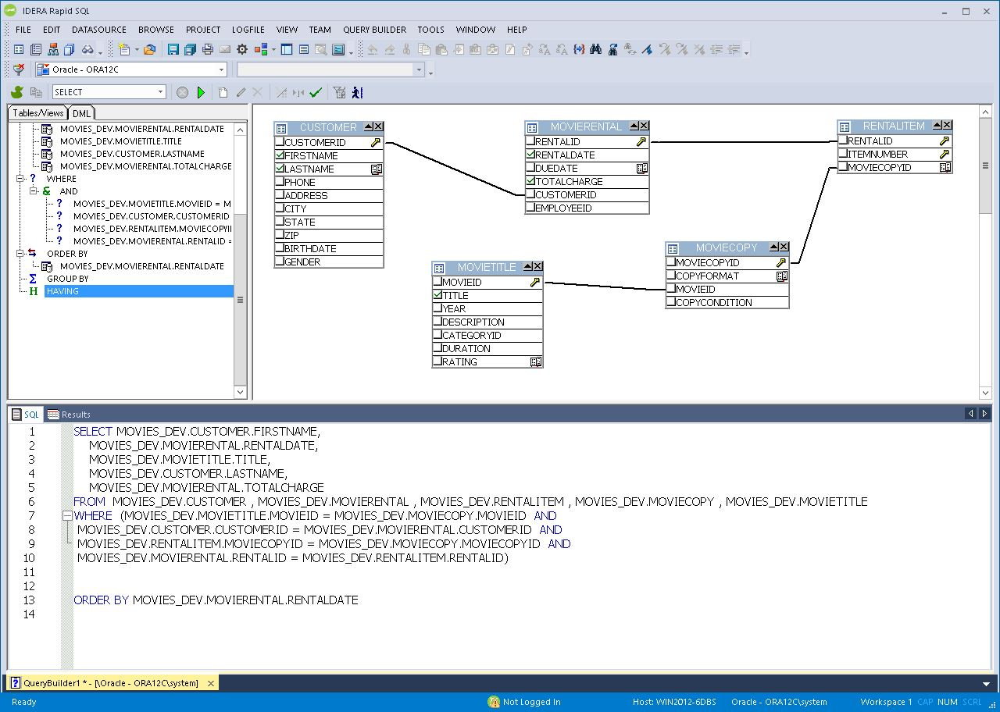 IDERA Rapid SQL
FILE EDIT DATASOURCE BROWSE PROJECT LOGFILE VIEW TEAM QUERY BUILDER TOOLS WINDOW HELP
Oracle - ORA12C
SELECT
Tables/Views DML
MOVIES_DEV.MOVIERENTAL.RENTALDATE
MOVIES_DEV.MOVIETITLE.TITLE
MOVIES_DEV.CUSTOMER.LASTNAME
MOVIES_DEV.MOVIERENTAL.TOTALCHARGE
? WHERE
& AND
? MOVIES_DEV.MOVIETITLE.MOVIEID = M
? MOVIES_DEV.CUSTOMER.CUSTOMERID
? MOVIES_DEV.RENTALITEM.MOVIECOPYII
? MOVIES_DEV.MOVIERENTAL.RENTALID =
ORDER BY
MOVIES_DEV.MOVIERENTAL.RENTALDATE
Σ GROUP BY
H HAVING
CUSTOMER
CUSTOMERID
FIRSTNAME
LASTNAME
PHONE
ADDRESS
CITY
STATE
ZIP
BIRTHDATE
GENDER
MOVIERENTAL
RENTALID
RENTALDATE
DUEDATE
TOTALCHARGE
CUSTOMERID
EMPLOYEEID
RENTALITEM
RENTALID
ITEMNUMBER
MOVIECOPYID
MOVIETITLE
MOVIEID
TITLE
YEAR
DESCRIPTION
CATEGORYID
DURATION
RATING
MOVIECOPY
MOVIECOPYID
COPYFORMAT
MOVIEID
COPYCONDITION
SQL Results
1 SELECT MOVIES_DEV.CUSTOMER.FIRSTNAME,
2 MOVIES_DEV.MOVIERENTAL.RENTALDATE,
3 MOVIES_DEV.MOVIETITLE.TITLE,
4 MOVIES_DEV.CUSTOMER.LASTNAME,
5 MOVIES_DEV.MOVIERENTAL.TOTALCHARGE
6 FROM MOVIES_DEV.CUSTOMER , MOVIES_DEV.MOVIERENTAL , MOVIES_DEV.RENTALITEM , MOVIES_DEV.MOVIECOPY , MOVIES_DEV.MOVIETITLE
7 WHERE (MOVIES_DEV.MOVIETITLE.MOVIEID = MOVIES_DEV.MOVIECOPY.MOVIEID AND
8 MOVIES_DEV.CUSTOMER.CUSTOMERID = MOVIES_DEV.MOVIERENTAL.CUSTOMERID AND
9 MOVIES_DEV.RENTALITEM.MOVIECOPYID = MOVIES_DEV.MOVIECOPY.MOVIECOPYID AND
10 MOVIES_DEV.MOVIERENTAL.RENTALID = MOVIES_DEV.RENTALITEM.RENTALID)
11
12
13 ORDER BY MOVIES_DEV.MOVIERENTAL.RENTALDATE
14
? QueryBuilder1 * - [\Oracle - ORA12C\system]
Ready Not Logged In Host: WIN2012-6DBS Oracle - ORA12C\system Workspace 1 CAP NUM SCRL